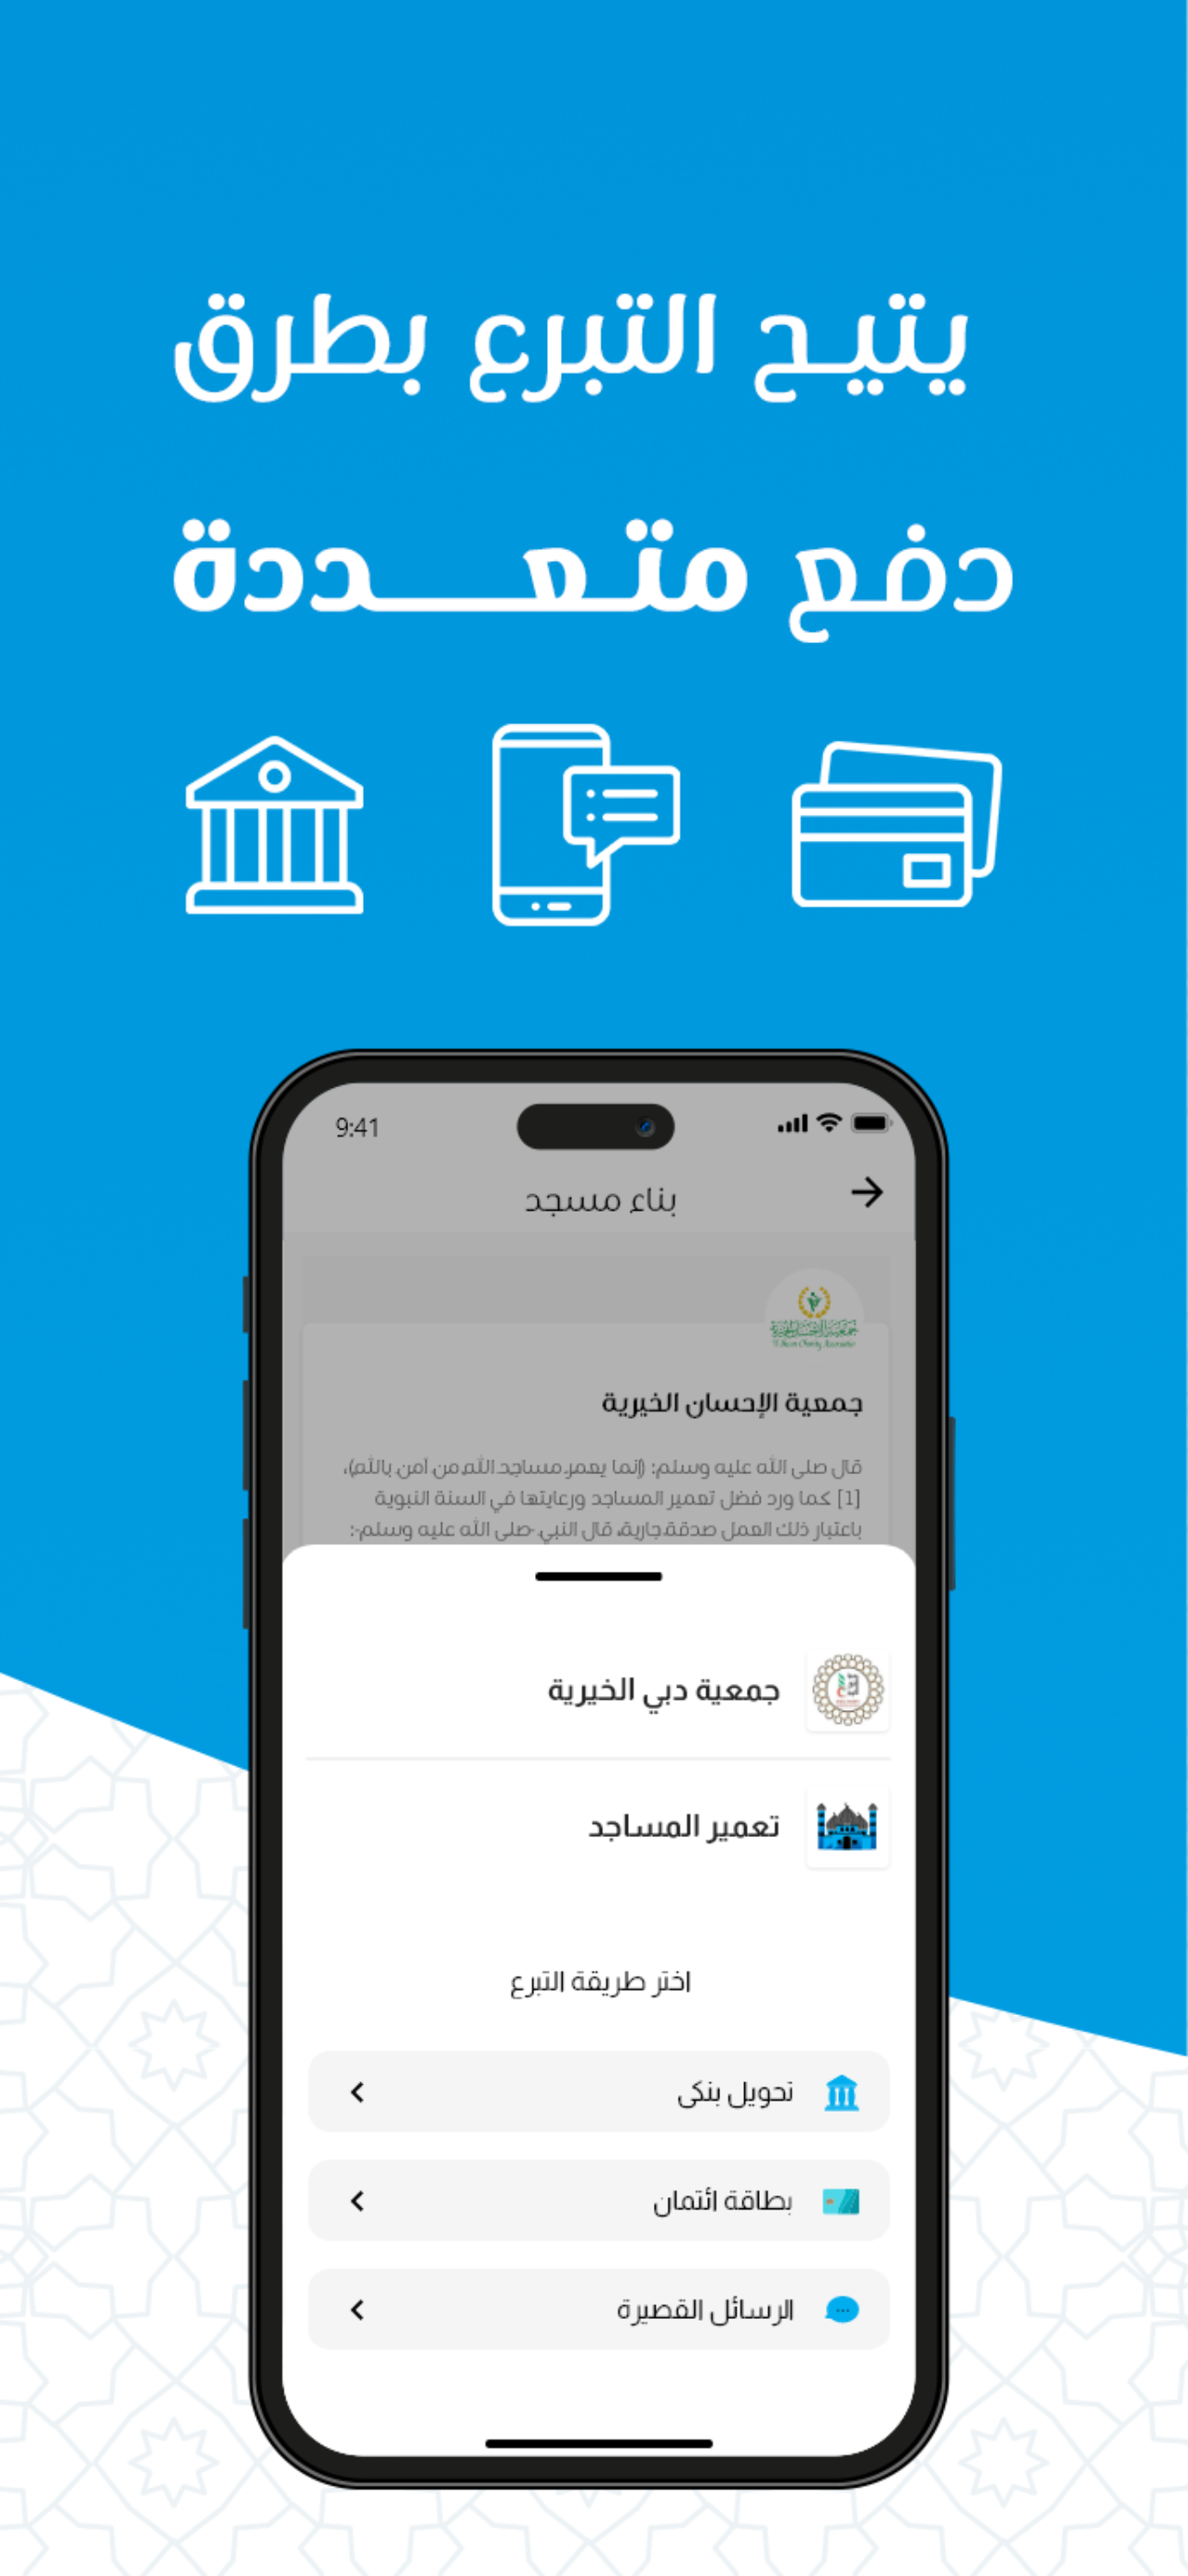 يتيح التبرع بطرق
دفع متعددة
9:41
بناء مسجد
جمعية الإحسان الخيرية
قال صلى الله عليه وسلم: (إنما يعمر مساجد الله من آمن بالله)،
[1] كما ورد فضل تعمير المساجد ورعايتها في السنة النبوية
باعتبار ذلك العمل صدقة جارية، قال النبي -صلى الله عليه وسلم-:
جمعية دبي الخيرية
تعمير المساجد
اختر طريقة التبرع
تحويل بنكى
بطاقة ائتمان
الرسائل القصيرة